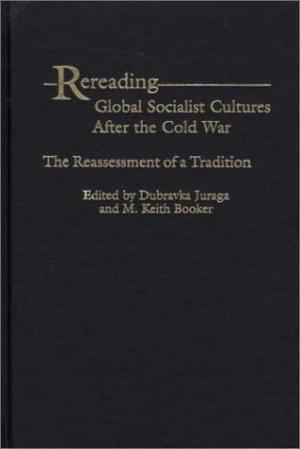 Rereading
Global Socialist Cultures
After the Cold War
The Reassessment of a Tradition
Edited by Dubravka Juraga
and M. Keith Booker